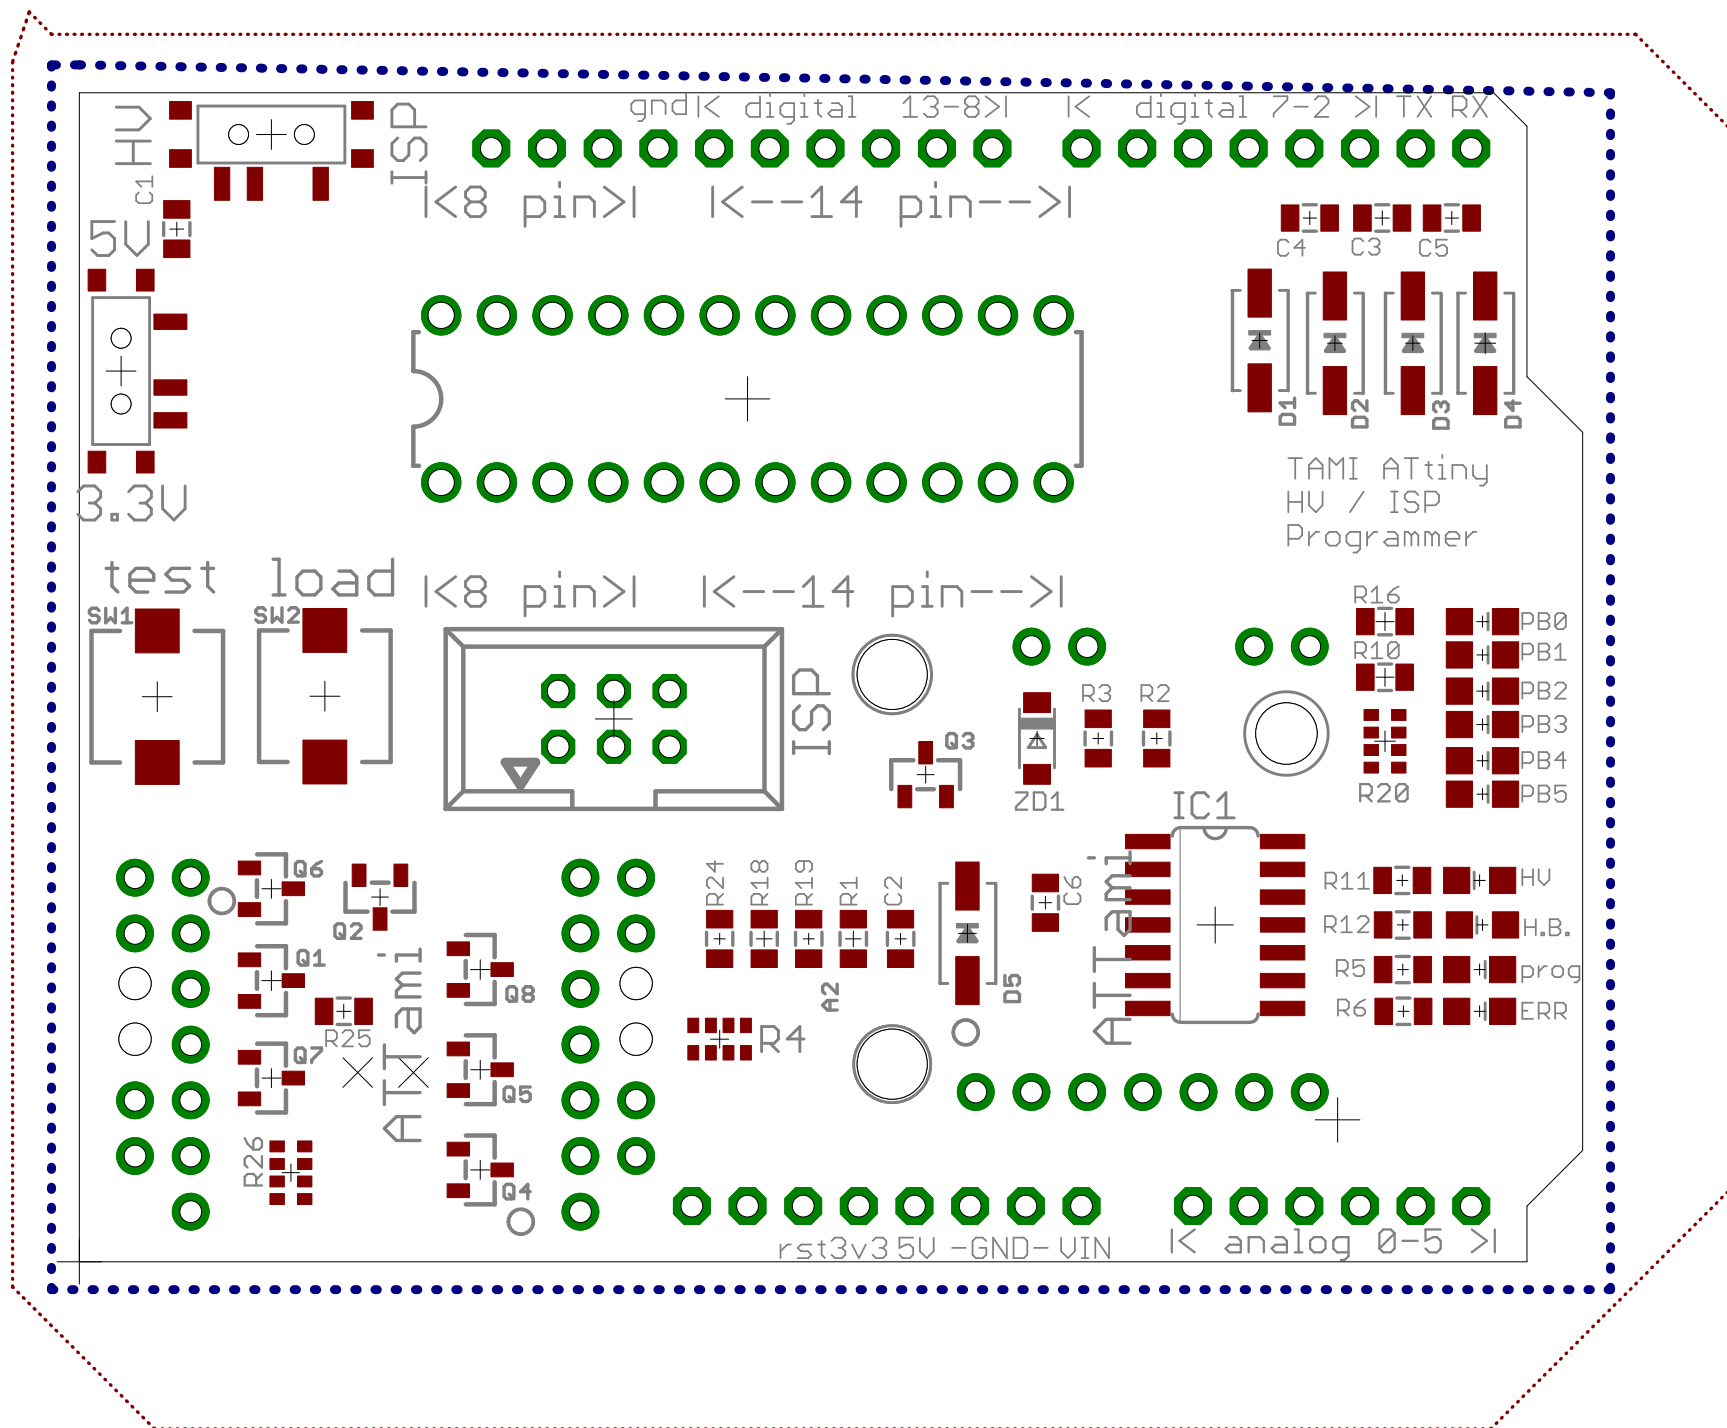 gnd|< digital 13-8>| |< digital 7-2 >| TX RX
HV
ISP
C1
|<8 pin>| |<--14 pin-->|
5V
C4 C3 C5
D1 D2 D3 D4
3.3V
TAMI ATtiny
HV / ISP
Programmer
test load
|<8 pin>| |<--14 pin-->|
SW1 SW2
R16 PB0
R10 PB1
PB2
PB3
PB4
R20 PB5
ISP
R3 R2
Q3
ZD1
IC1
Q6
Q2
Q1
Q8
R25
Q7
Q5
R26
Q4
ATTami
R24 R18 R19 R1 C2
C6
ATTami
R11 HV
R12 H.B.
R5 prog
R6 ERR
A2
D5
R4
rst3v35V -GND- VIN
|< analog 0-5 >|